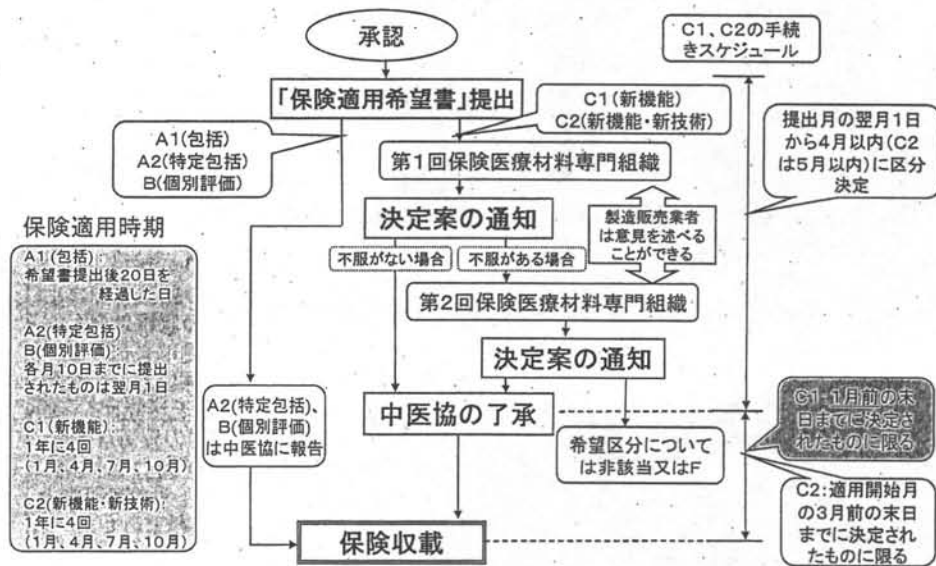 承認
C1、C2の手続
きスケジュール
「保険適用希望書」提出
C1(新機能)
C2(新機能・新技術)
A1(包括)
A2(特定包括)
B(個別評価)
提出月の翌月1日
から4月以内(C2
は5月以内)に区分
決定
第1回保険医療材料専門組織
決定案の通知
製造販売業者
は意見を述べる
ことができる
不服がない場合
不服がある場合
第2回保険医療材料専門組織
決定案の通知
保険適用時期
A1(包括):
希望書提出後20日を
経過した日
A2(特定包括)
B(個別評価):
各月10日までに提出
されたものは翌月1日
C1(新機能):
1年に4回
(1月、4月、7月、10月)
C2(新機能・新技術):
1年に4回
(1月、4月、7月、10月)
A2(特定包括)、
B(個別評価)
は中医協に報告
中医協の了承
希望区分について
は非該当又はF
C1 1月前の末
日までに決定さ
れたものに限る
C2:適用開始月
の3月前の末日
までに決定され
たものに限る
保険収載